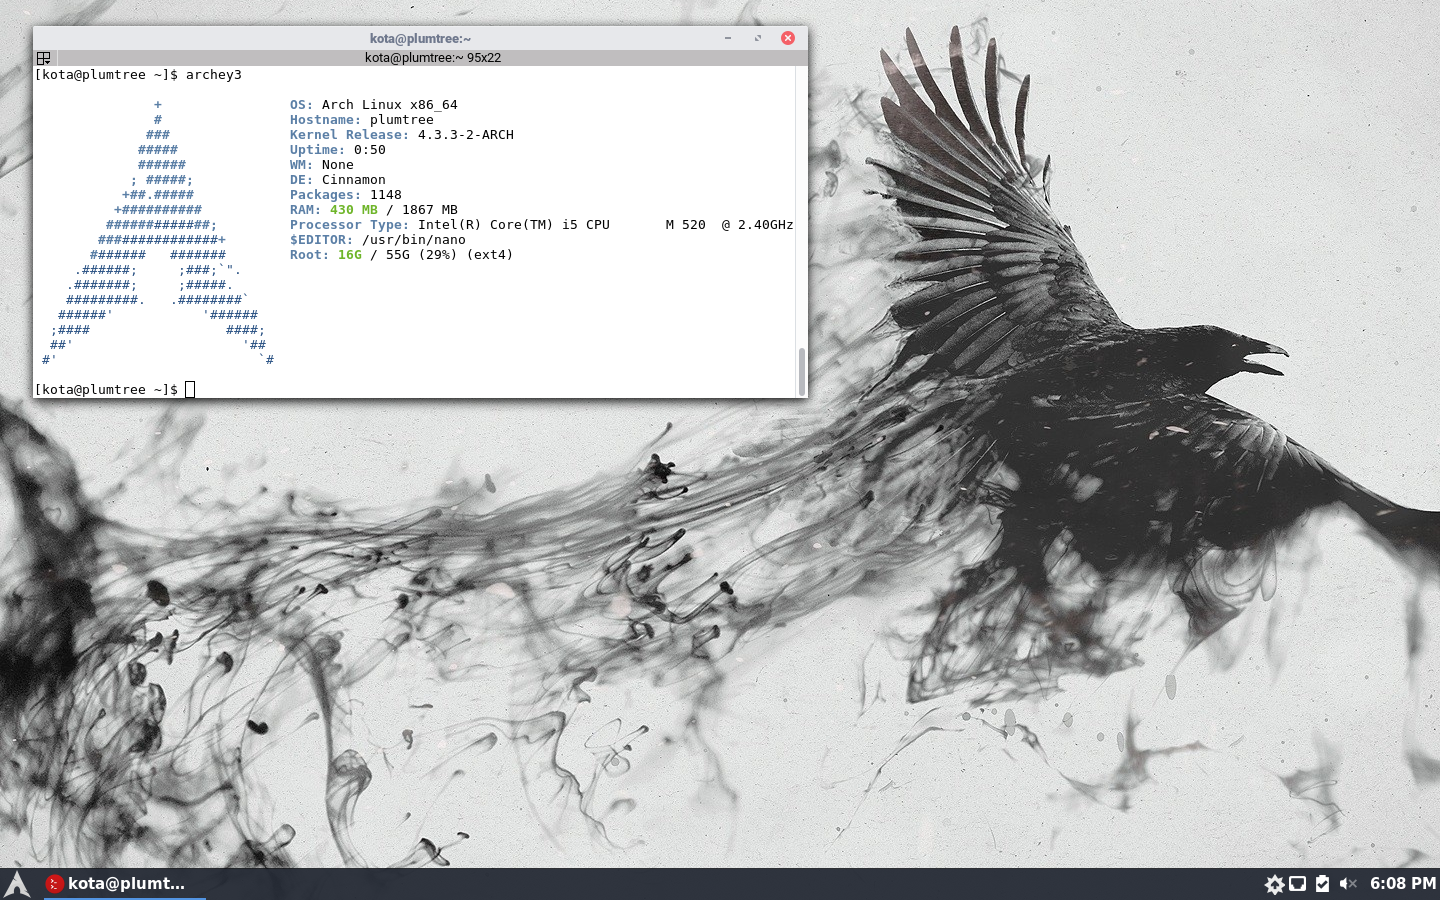 kota@plumtree:~
kota@plumtree:~ 95x22
[kota@plumtree ~]$ archey3
               +                OS: Arch Linux x86_64
               #                Hostname: plumtree
              ###               Kernel Release: 4.3.3-2-ARCH
             #####              Uptime: 0:50
             ######             WM: None
            ; #####;            DE: Cinnamon
           +##.#####            Packages: 1148
          +##########           RAM: 430 MB / 1867 MB
         #############;         Processor Type: Intel(R) Core(TM) i5 CPU       M 520  @ 2.40GHz
        ###############+        $EDITOR: /usr/bin/nano
       #######   #######        Root: 16G / 55G (29%) (ext4)
     .######;     ;###;`".
    .#######;     ;#####.
    #########.   .########`
   ######'           '######
  ;####                 ####;
  ##'                     '##
 #'                         `#
[kota@plumtree ~]$
kota@plumt...
6:08 PM